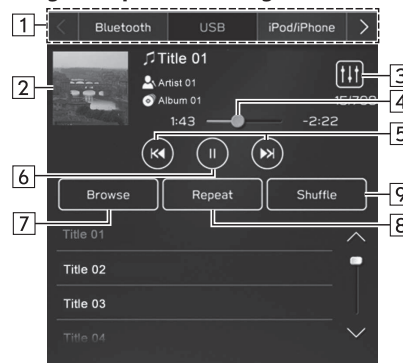 1
Bluetooth USB iPod/iPhone
2
Title 01
Artist 01
Album 01
3
4
1:43 -2:22
5
6
Browse Repeat Shuffle
7
8
9
Title 01
Title 02
Title 03
Title 04